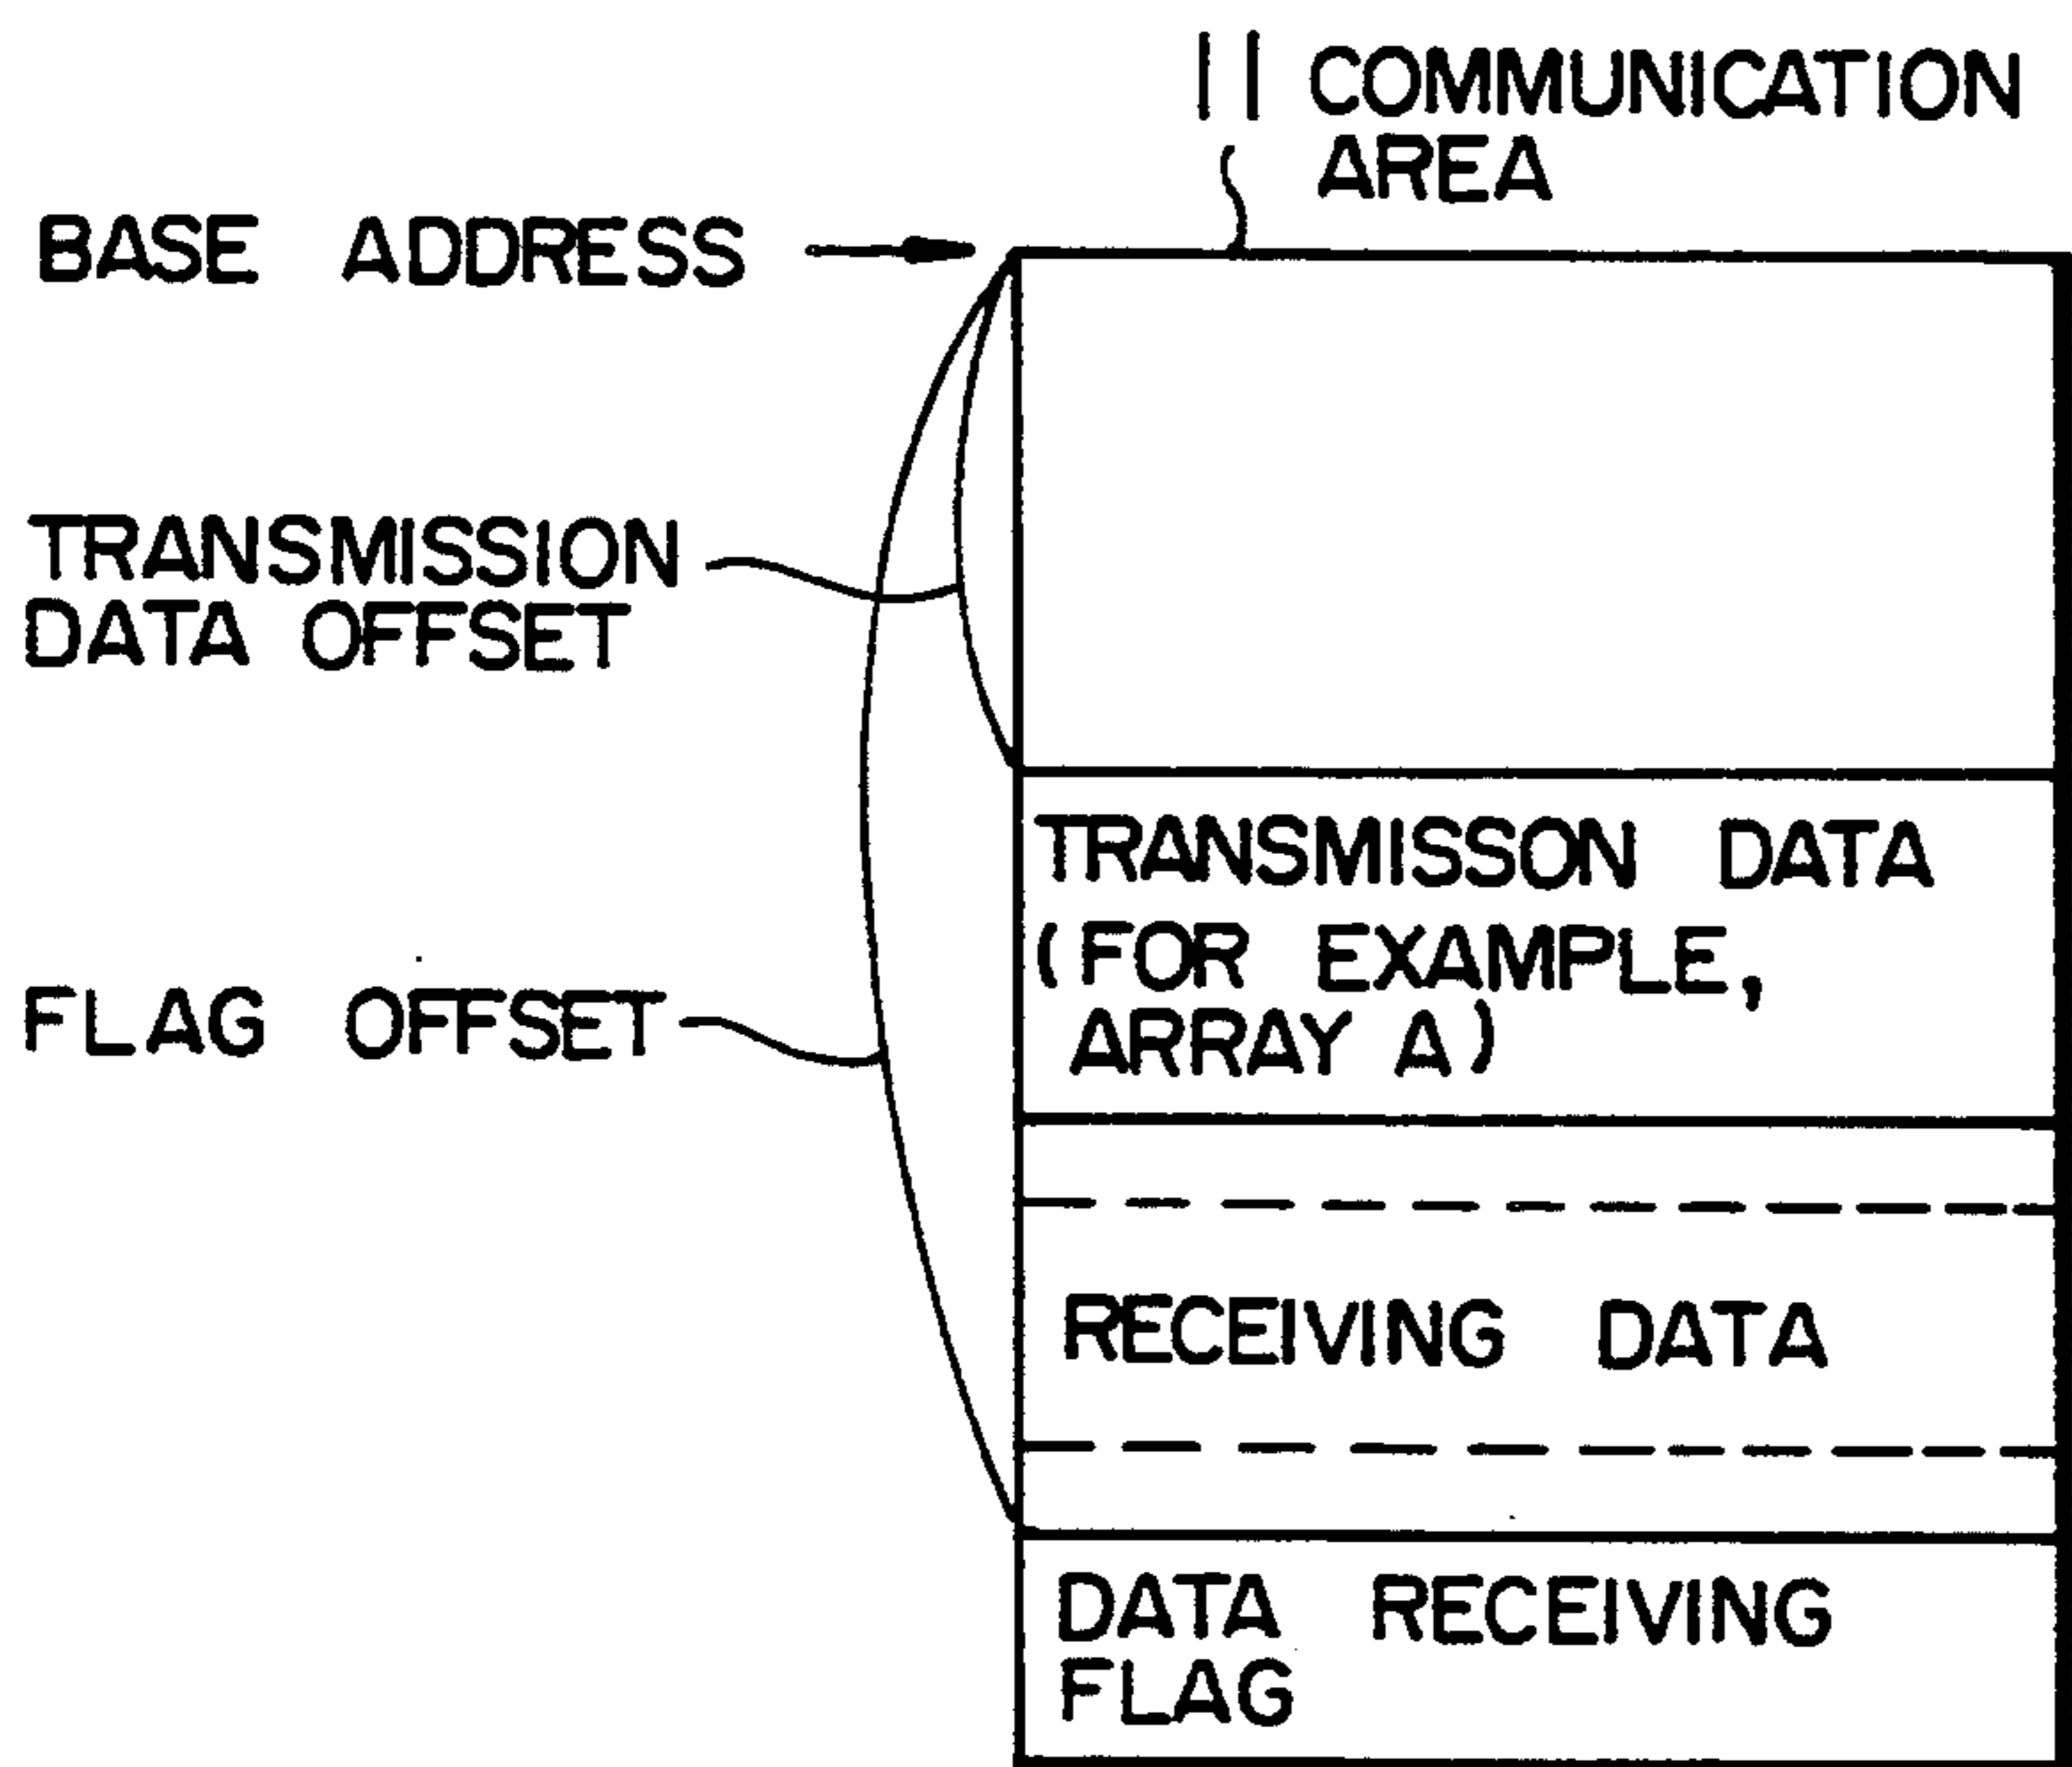 11 COMMUNICATION
AREA
BASE ADDRESS
TRANSMISSION
DATA OFFSET
FLAG OFFSET
TRANSMISSON DATA
(FOR EXAMPLE,
ARRAY A)
RECEIVING DATA
DATA RECEIVING
FLAG